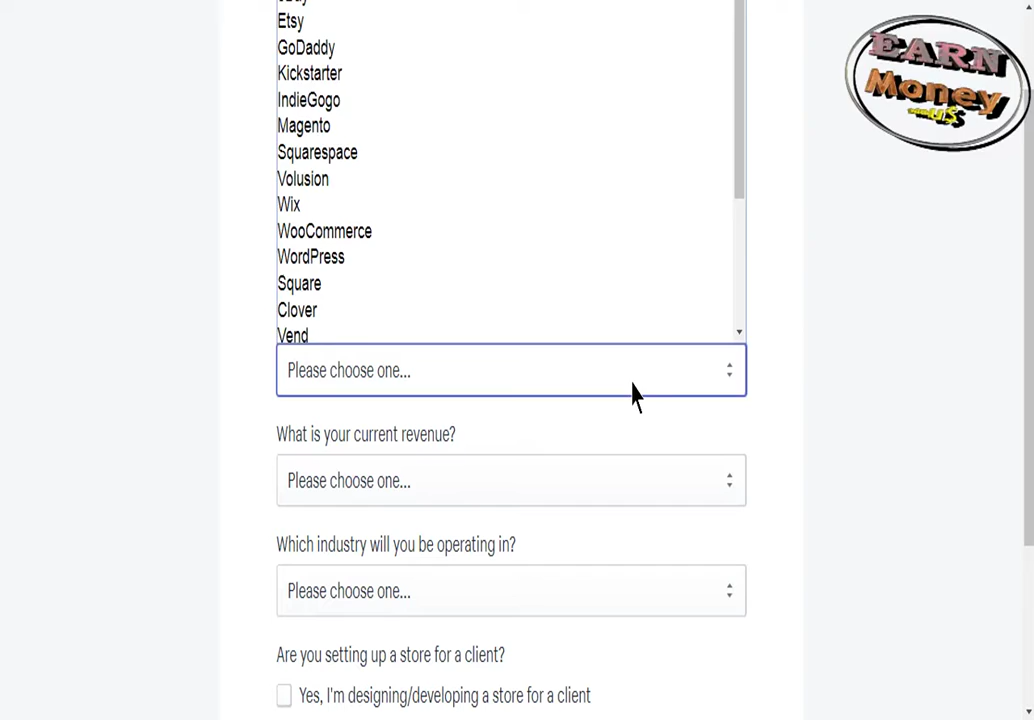 Etsy
GoDaddy
Kickstarter
IndieGogo
Magento
Squarespace
Volusion
Wix
WooCommerce
WordPress
Square
Clover
Vend
Please choose one...
What is your current revenue?
Please choose one...
Which industry will you be operating in?
Please choose one...
Are you setting up a store for a client?
Yes, I'm designing/developing a store for a client
EARN
Money